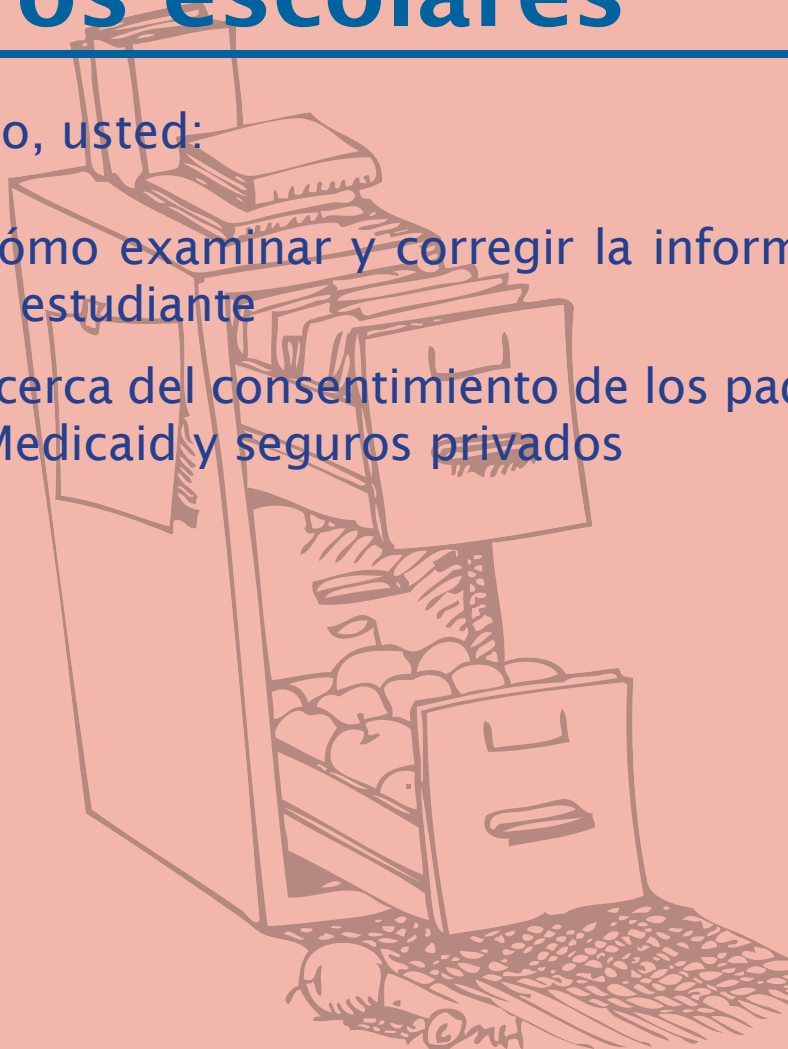 os escolares
o, usted:
ómo examinar y corregir la inform
estudiante
cerca del consentimiento de los pad
Medicaid y seguros privados